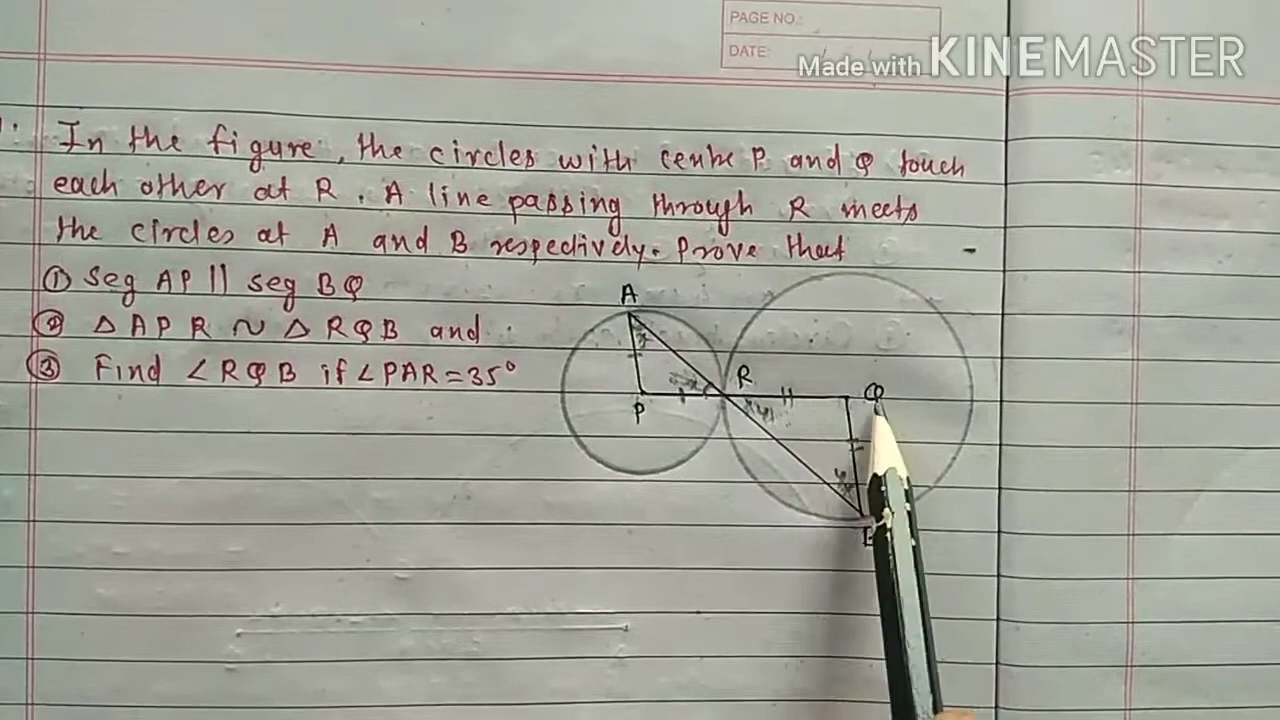 PAGE NO.:
DATE:
Made with KINEMASTER
In the figure, the circles with centre P and Q touch
each other at R. A line passing through R meets
the circles at A and B respectively. Prove that
① seg AP || seg BQ
② △ APR ~ △ RQB and
③ Find ∠RQB if ∠PAR = 35°
A
x
R
Q
P